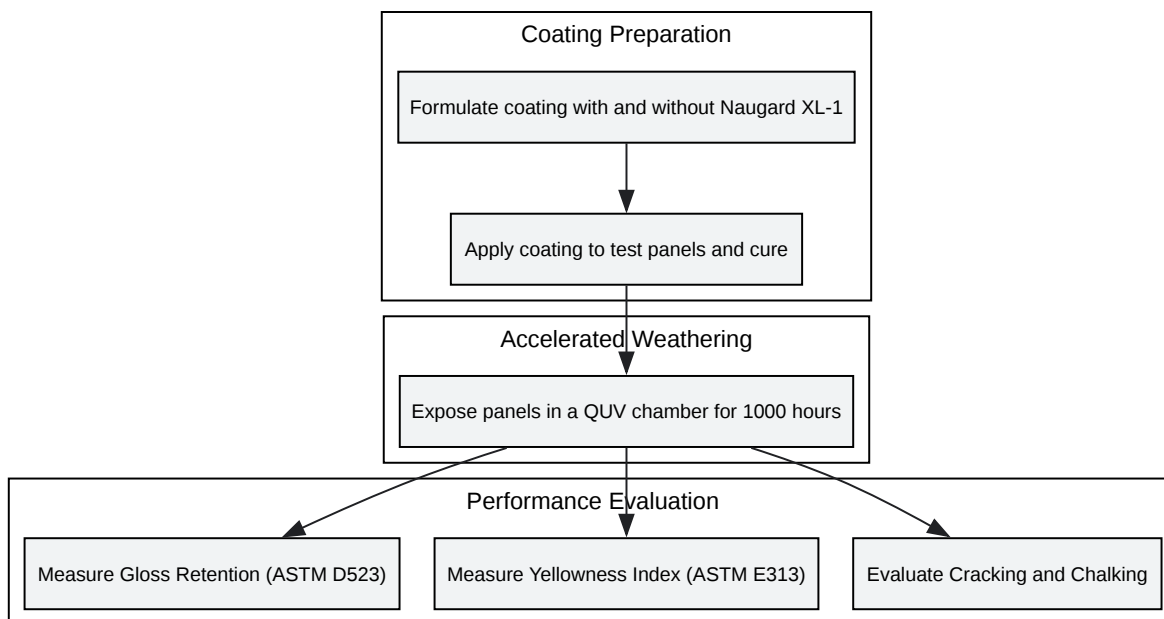 Coating Preparation
Formulate coating with and without Naugard XL-1
Apply coating to test panels and cure
Accelerated Weathering
Expose panels in a QUV chamber for 1000 hours
Performance Evaluation
Measure Gloss Retention (ASTM D523)
Measure Yellowness Index (ASTM E313)
Evaluate Cracking and Chalking